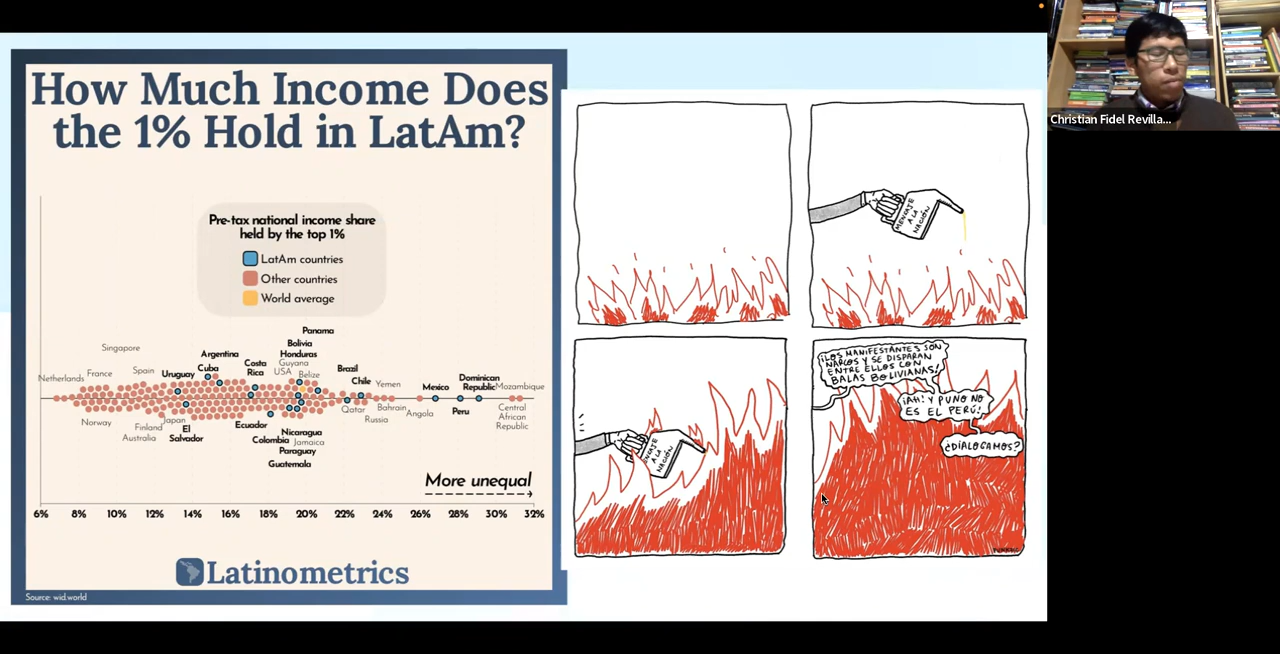 How Much Income Does
the 1% Hold in LatAm?
Pre-tax national income share
held by the top 1%
LatAm countries
Other countries
World average
Panama
Bolivia
Honduras
Guyana
USA
Belize
Singapore
Argentina
Cuba
Costa
Rica
Brazil
Chile
Yemen
Netherlands
France
Spain
Uruguay
Mexico
Dominican
Republic
Mozambique
Norway
Japan
Finland
Australia
El
Salvador
Ecuador
Colombia
Nicaragua
Jamaica
Paraguay
Guatemala
Qatar
Russia
Bahrain
Angola
Peru
Central
African
Republic
More unequal
6% 8% 10% 12% 14% 16% 18% 20% 22% 24% 26% 28% 30% 32%
Latinometrics
Source: wid.world
MENSAJE
A LA
NACIÓN
A LA
NACIÓN
¡LOS MANIFESTANTES SON
NARCOS Y SE DISPARAN
ENTRE ELLOS CON
BALAS BOLIVIANAS!
¡AH! Y PUNO NO
ES EL PERÚ!
¿DIALOGAMOS?
Christian Fidel Revilla...